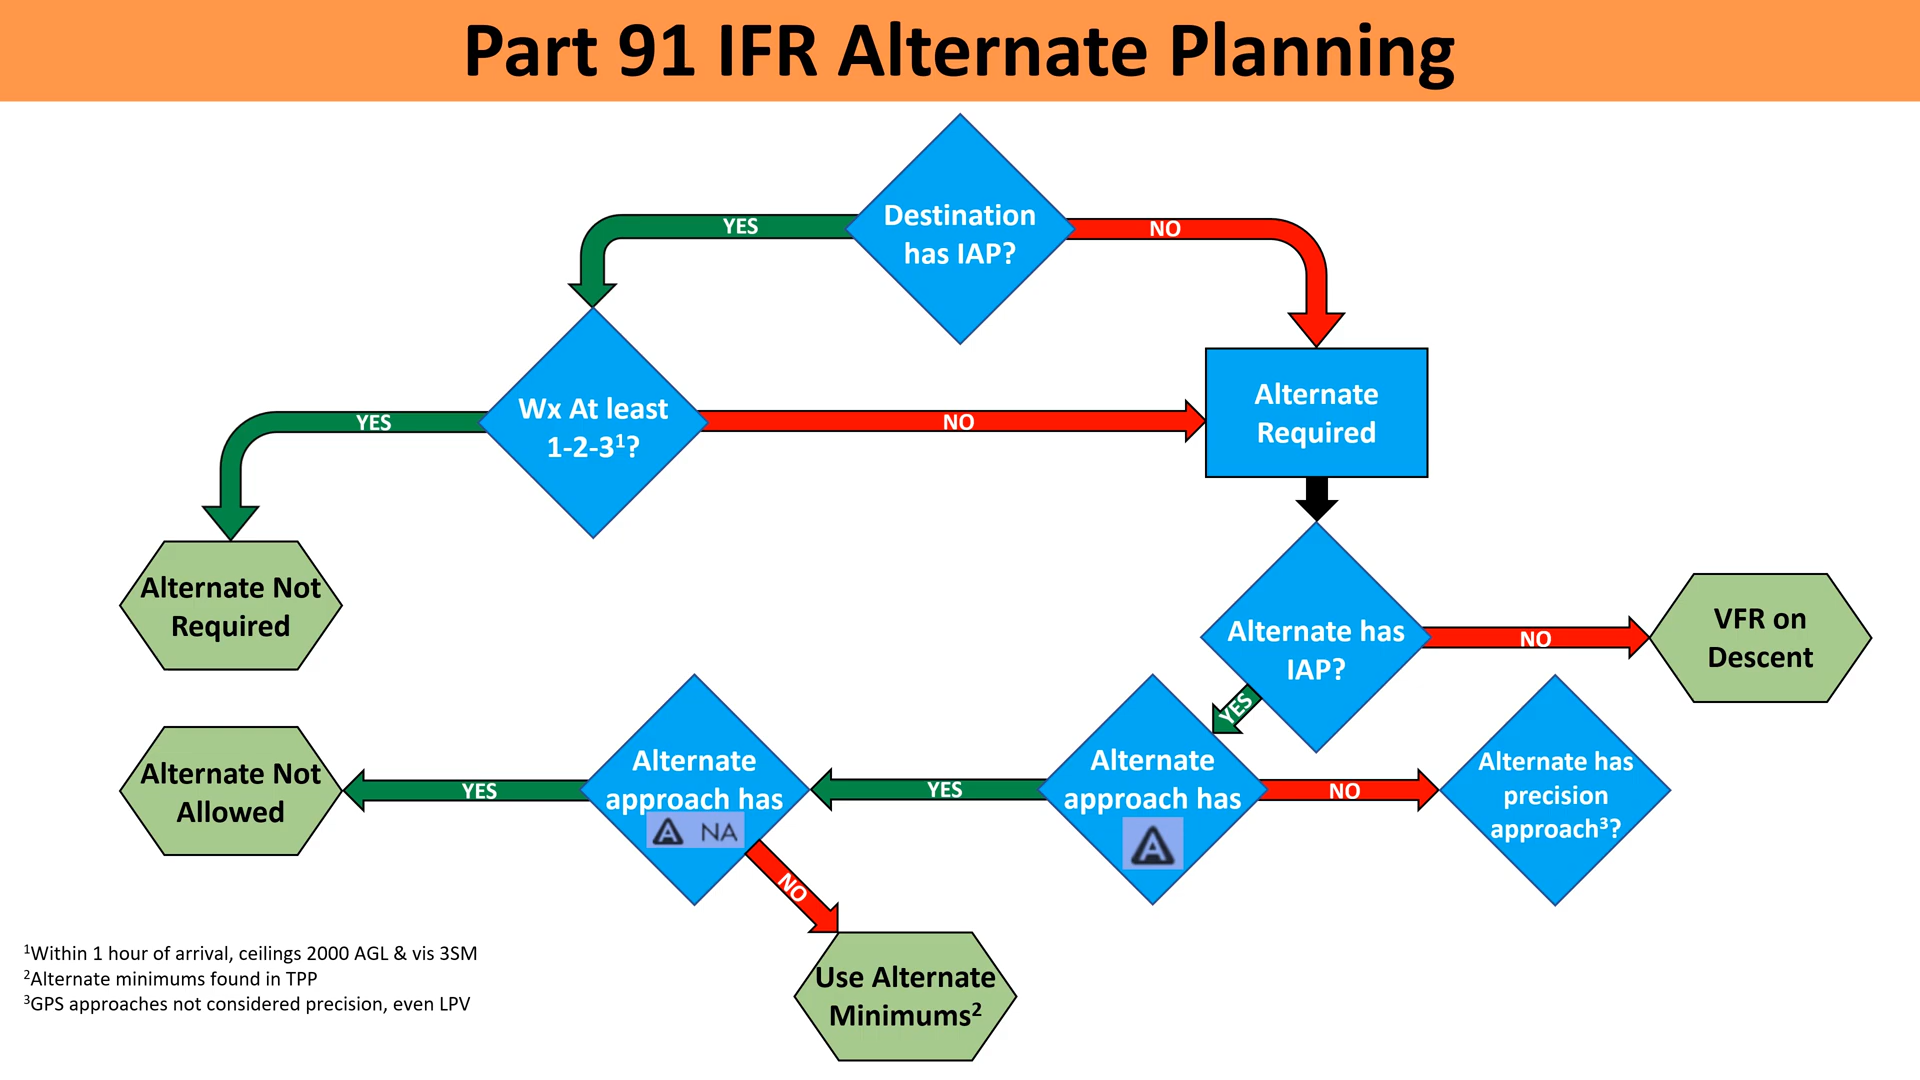 Part 91 IFR Alternate Planning
Destination
has IAP?
YES
NO
Wx At least
1-2-3¹?
YES
NO
Alternate
Required
Alternate Not
Required
Alternate has
IAP?
NO
VFR on
Descent
YES
Alternate
approach has
A
NO
Alternate has
precision
approach³?
YES
Alternate
approach has
A NA
YES
Alternate Not
Allowed
NO
Use Alternate
Minimums²
¹Within 1 hour of arrival, ceilings 2000 AGL & vis 3SM
²Alternate minimums found in TPP
³GPS approaches not considered precision, even LPV